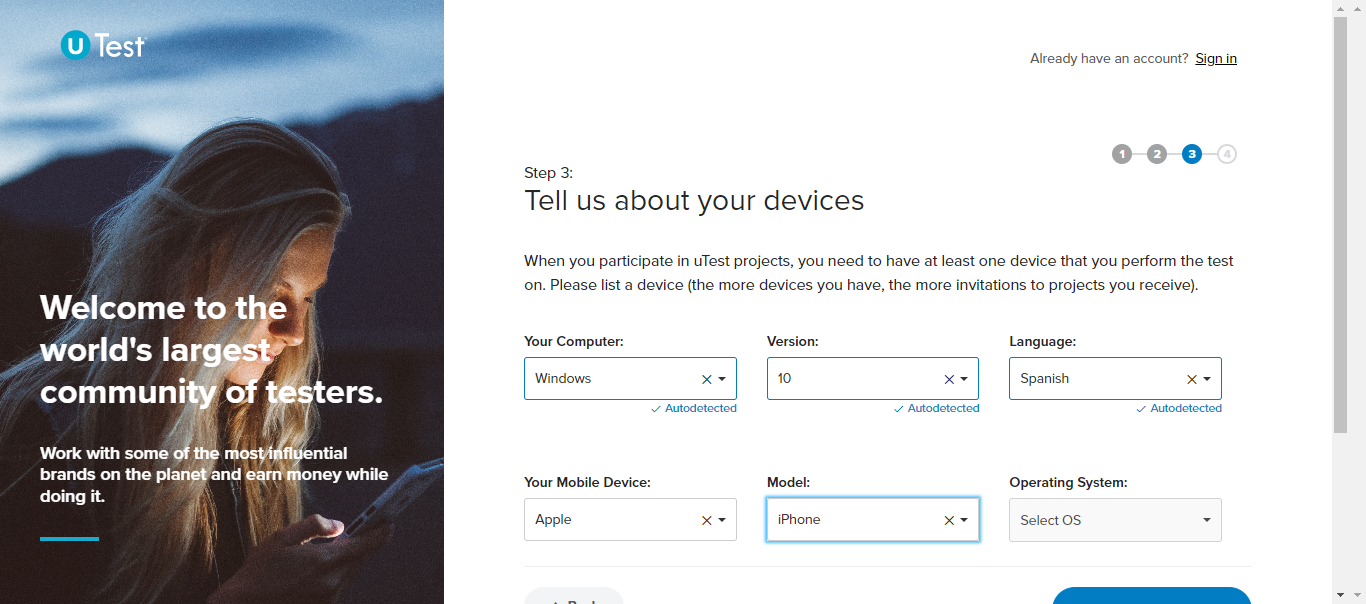 U Test
Already have an account? Sign in
1 2 3 4
Step 3:
Tell us about your devices
When you participate in uTest projects, you need to have at least one device that you perform the test
on. Please list a device (the more devices you have, the more invitations to projects you receive).
Welcome to the
world's largest
community of testers.
Work with some of the most influential
brands on the planet and earn money while
doing it.
Your Computer: Version: Language:
Windows 10 Spanish
Autodetected Autodetected Autodetected
Your Mobile Device: Model: Operating System:
Apple iPhone Select OS